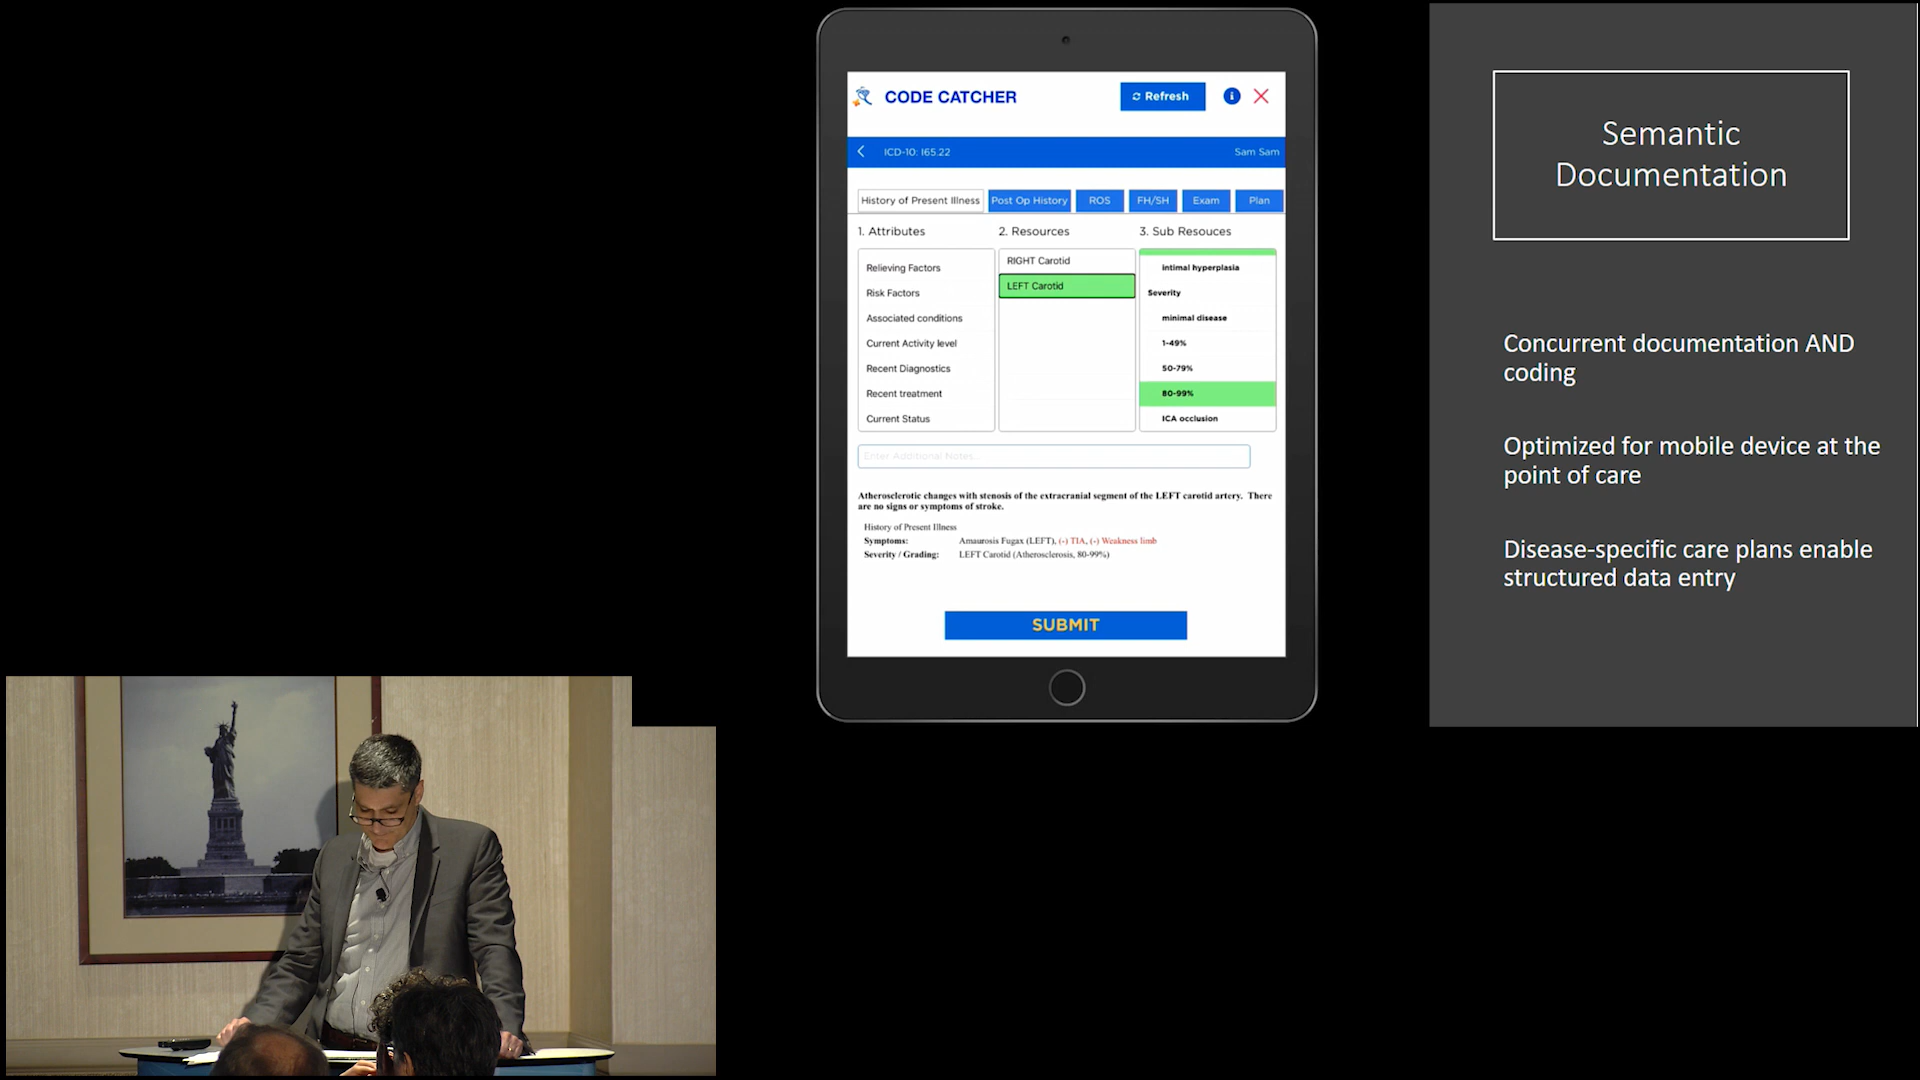 CODE CATCHER
Refresh
ICD-10: I65.22
Sam Sam
History of Present Illness
Post Op History
ROS
FH/SH
Exam
Plan
1. Attributes
2. Resources
3. Sub Resouces
Relieving Factors
Risk Factors
Associated conditions
Current Activity level
Recent Diagnostics
Recent treatment
Current Status
RIGHT Carotid
LEFT Carotid
intimal hyperplasia
Severity
minimal disease
1-49%
50-79%
80-99%
ICA occlusion
Enter Additional Notes...
Atherosclerotic changes with stenosis of the extracranial segment of the LEFT carotid artery. There
are no signs or symptoms of stroke.
History of Present Illness
Symptoms: Amaurosis Fugax (LEFT), (-) TIA, (-) Weakness limb
Severity / Grading: LEFT Carotid (Atherosclerosis, 80-99%)
SUBMIT
Semantic
Documentation
Concurrent documentation AND
coding
Optimized for mobile device at the
point of care
Disease-specific care plans enable
structured data entry